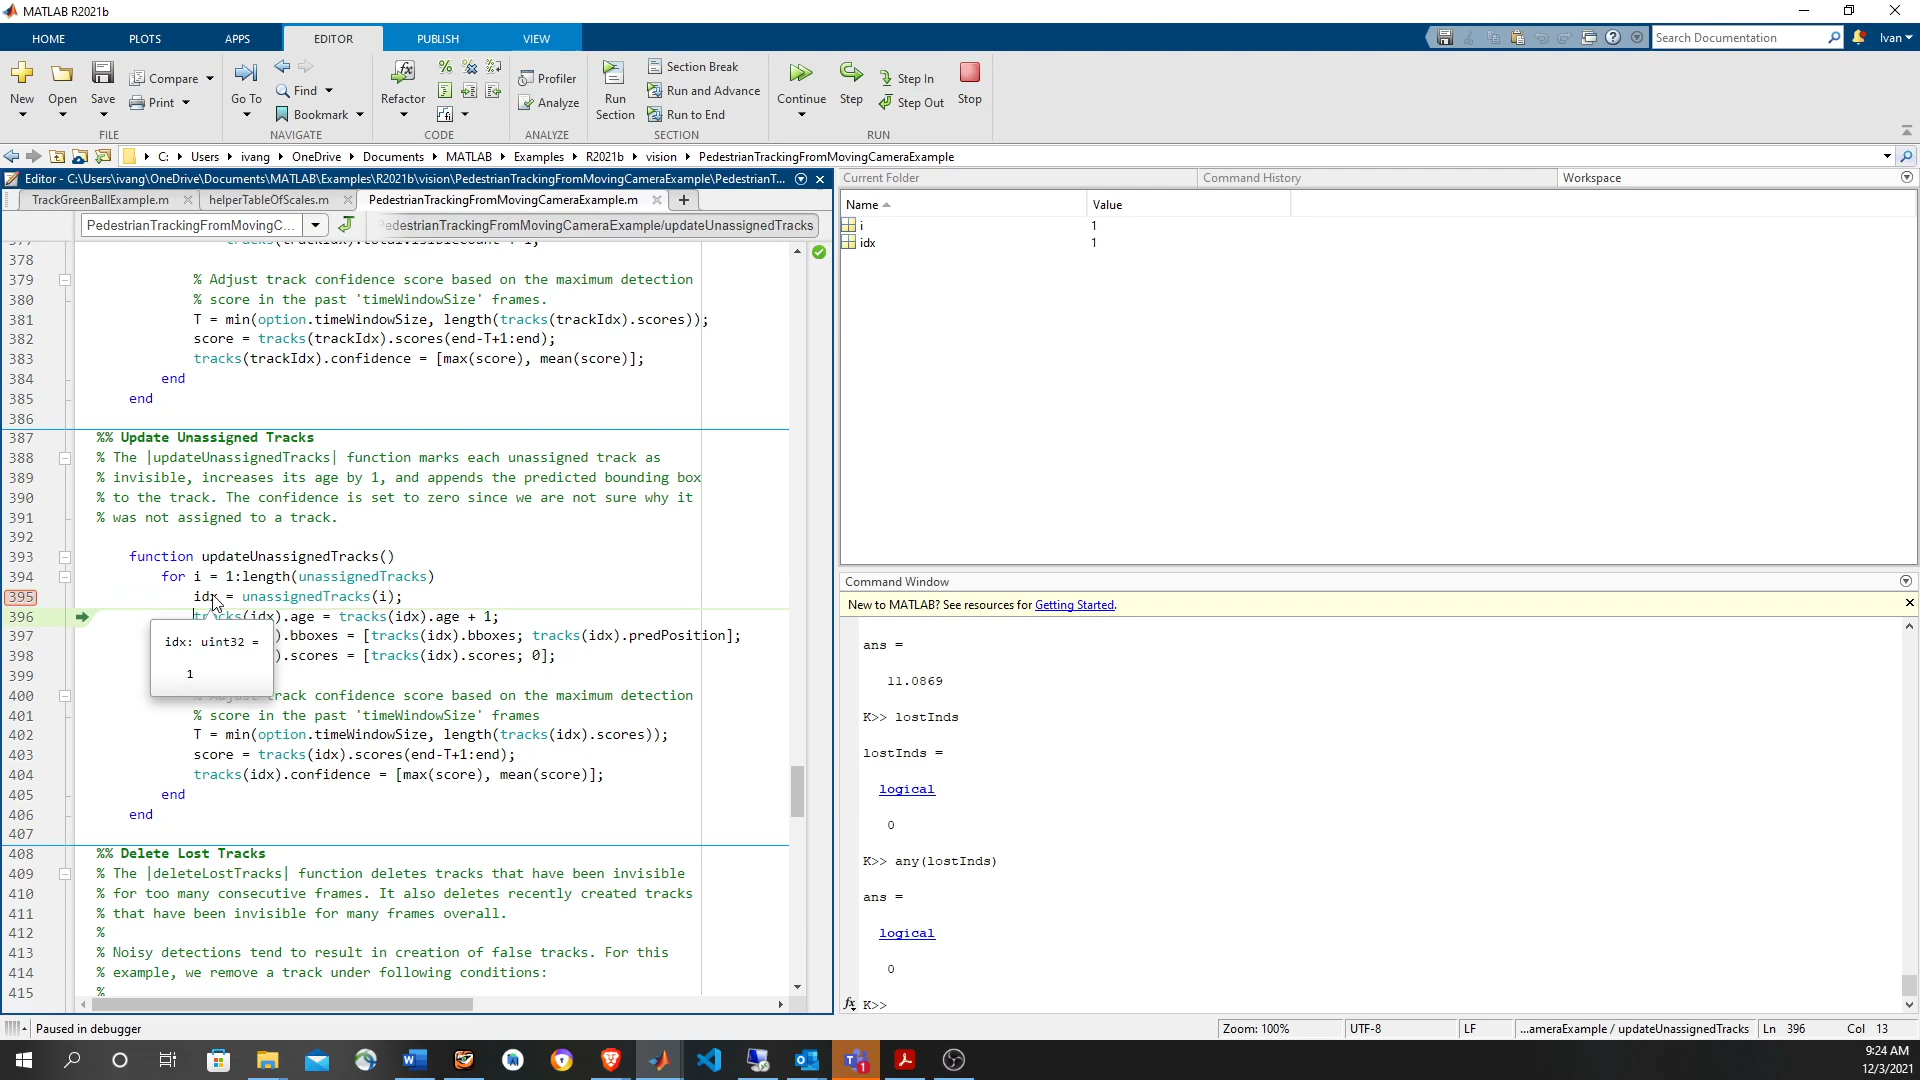 MATLAB R2021b
HOME PLOTS APPS EDITOR PUBLISH VIEW
Search Documentation
Ivan
New Open Save
Compare
Print
FILE
Go To
Find
Bookmark
NAVIGATE
Refactor
CODE
Profiler
Analyze
ANALYZE
Run Section
Section Break
Run and Advance
Run to End
SECTION
Continue Step
Step In
Step Out
Stop
RUN
C: Users ivang OneDrive Documents MATLAB Examples R2021b vision PedestrianTrackingFromMovingCameraExample
Editor - C:\Users\ivang\OneDrive\Documents\MATLAB\Examples\R2021b\vision\PedestrianTrackingFromMovingCameraExample\PedestrianT...
TrackGreenBallExample.m helperTableOfScales.m PedestrianTrackingFromMovingCameraExample.m
PedestrianTrackingFromMovingC... PedestrianTrackingFromMovingCameraExample/updateUnassignedTracks
378
379 % Adjust track confidence score based on the maximum detection
380 % score in the past 'timeWindowSize' frames.
381 T = min(option.timeWindowSize, length(tracks(trackIdx).scores));
382 score = tracks(trackIdx).scores(end-T+1:end);
383 tracks(trackIdx).confidence = [max(score), mean(score)];
384 end
385 end
386
387 %% Update Unassigned Tracks
388 % The |updateUnassignedTracks| function marks each unassigned track as
389 % invisible, increases its age by 1, and appends the predicted bounding box
390 % to the track. The confidence is set to zero since we are not sure why it
391 % was not assigned to a track.
392
393 function updateUnassignedTracks()
394 for i = 1:length(unassignedTracks)
395 idx = unassignedTracks(i);
396 tracks(idx).age = tracks(idx).age + 1;
397 ).bboxes = [tracks(idx).bboxes; tracks(idx).predPosition];
398 ).scores = [tracks(idx).scores; 0];
399
400 % Adjust track confidence score based on the maximum detection
401 % score in the past 'timeWindowSize' frames
402 T = min(option.timeWindowSize, length(tracks(idx).scores));
403 score = tracks(idx).scores(end-T+1:end);
404 tracks(idx).confidence = [max(score), mean(score)];
405 end
406 end
407
408 %% Delete Lost Tracks
409 % The |deleteLostTracks| function deletes tracks that have been invisible
410 % for too many consecutive frames. It also deletes recently created tracks
411 % that have been invisible for many frames overall.
412 %
413 % Noisy detections tend to result in creation of false tracks. For this
414 % example, we remove a track under following conditions:
415 %
idx: uint32 =
1
Current Folder Command History Workspace
Name Value
i 1
idx 1
Command Window
New to MATLAB? See resources for Getting Started.
ans =
11.0869
K>> lostInds
lostInds =
logical
0
K>> any(lostInds)
ans =
logical
0
fx K>>
Paused in debugger
Zoom: 100% UTF-8 LF ...ameraExample / updateUnassignedTracks Ln 396 Col 13
9:24 AM
12/3/2021